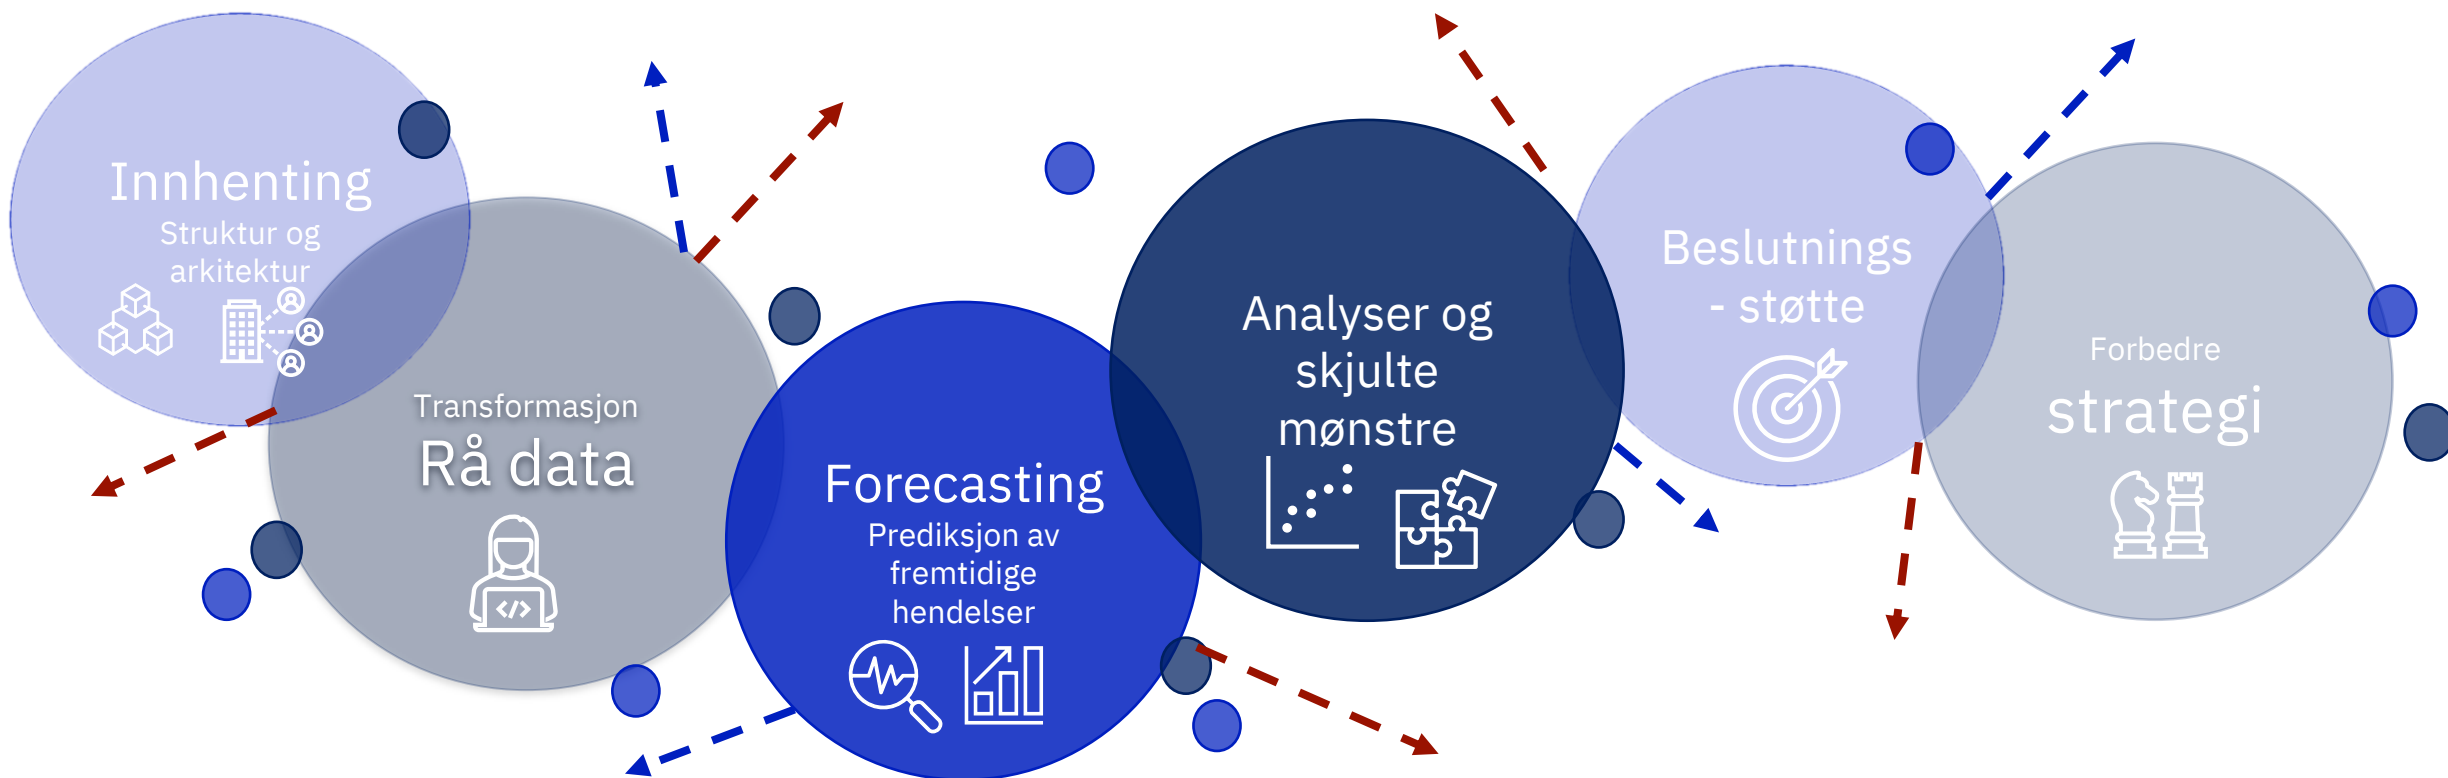 Innhenting
Struktur og
arkitektur
Transformasjon
Rå data
Forecasting
Prediksjon av
fremtidige
hendelser
Analyser og
skjulte
mønstre
Beslutnings
- støtte
Forbedre
strategi